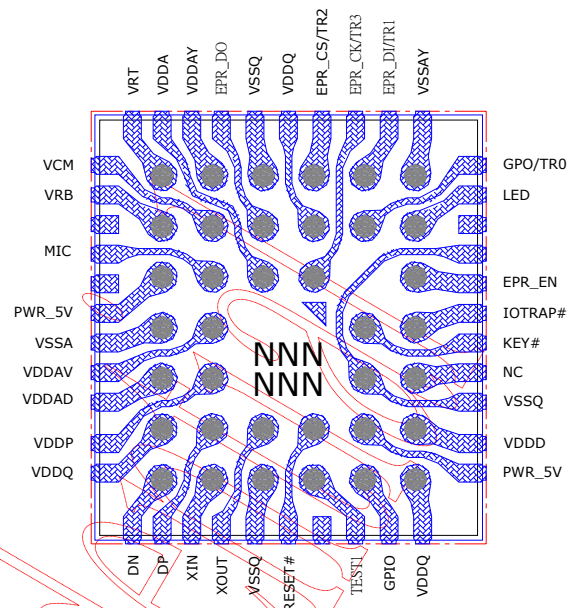 VRT
VDDA
VDDAY
EPR_DO
VSSQ
VDDQ
EPR_CS/TR2
EPR_CK/TR3
EPR_DI/TR1
VSSAY
VCM
VRB
MIC
PWR_5V
VSSA
VDDAV
VDDAD
VDDP
VDDQ
GPO/TR0
LED
EPR_EN
IOTRAP#
KEY#
NC
VSSQ
VDDD
PWR_5V
NNN
NNN
DN
DP
XIN
XOUT
VSSQ
RESET#
TEST1
GPIO
VDDQ